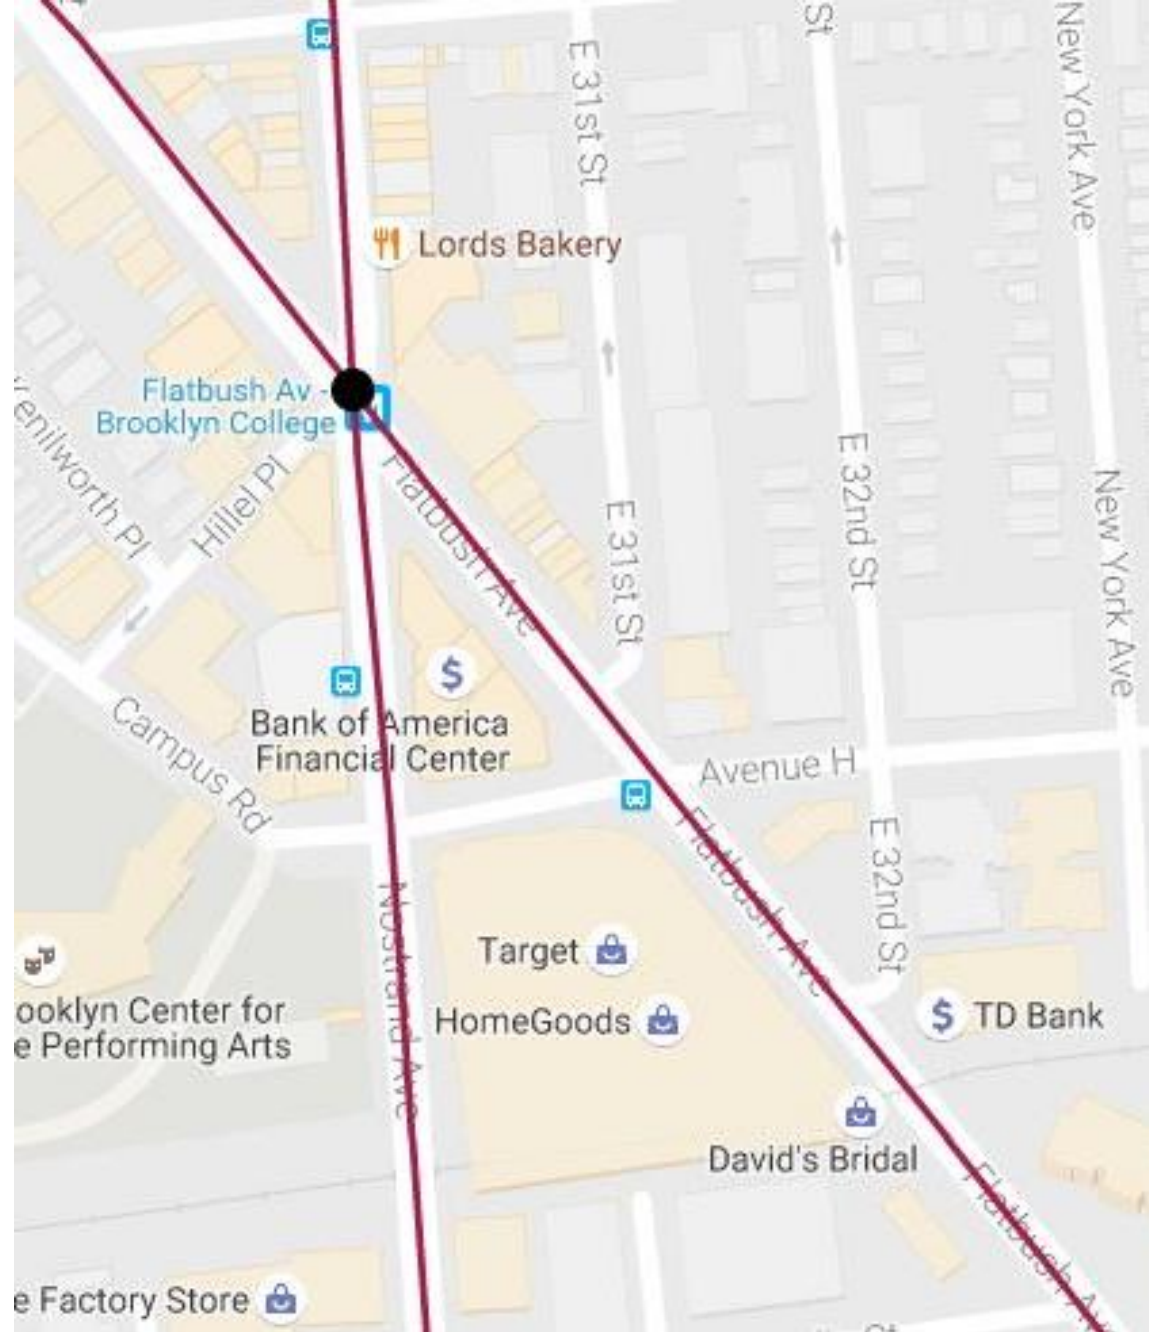 St
New York Ave
E 31st St
Lords Bakery
Flatbush Av -
Brooklyn College
enilworth Pl
Hillel Pl
Flatbush Ave
E 31st St
E 32nd St
New York Ave
Bank of America
Financial Center
Campus Rd
Avenue H
Flatbush Ave
E 32nd St
Nostrand Ave
Target
HomeGoods
ooklyn Center for
e Performing Arts
TD Bank
David's Bridal
Flatbush Av
e Factory Store